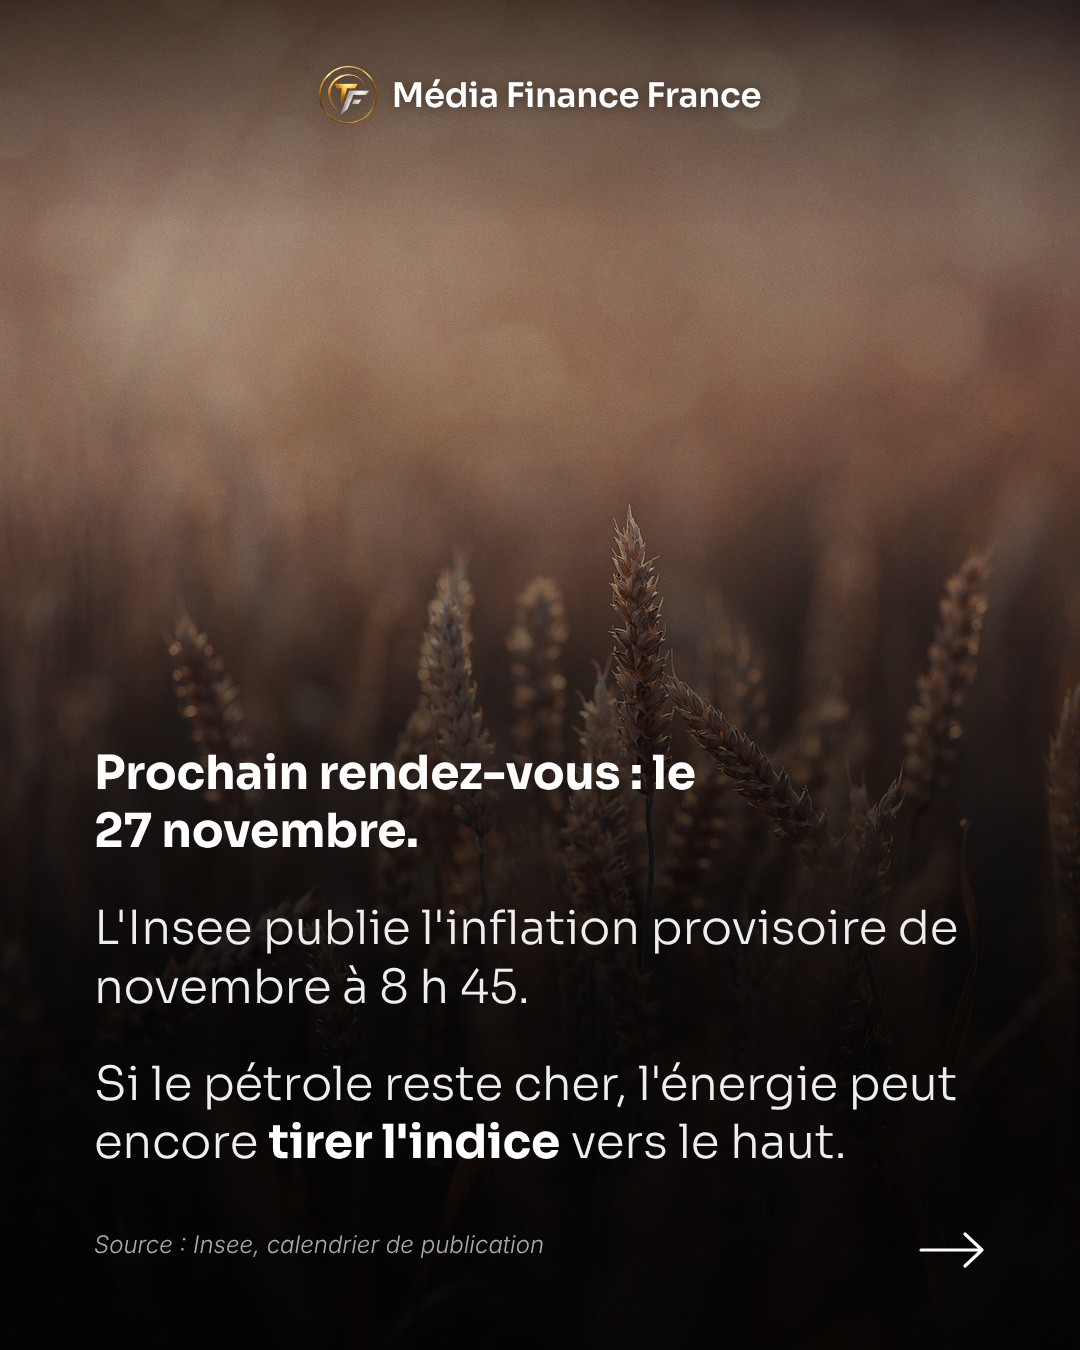 TF Média Finance France
Prochain rendez-vous : le
27 novembre.
L'Insee publie l'inflation provisoire de
novembre à 8 h 45.
Si le pétrole reste cher, l'énergie peut
encore tirer l'indice vers le haut.
Source : Insee, calendrier de publication